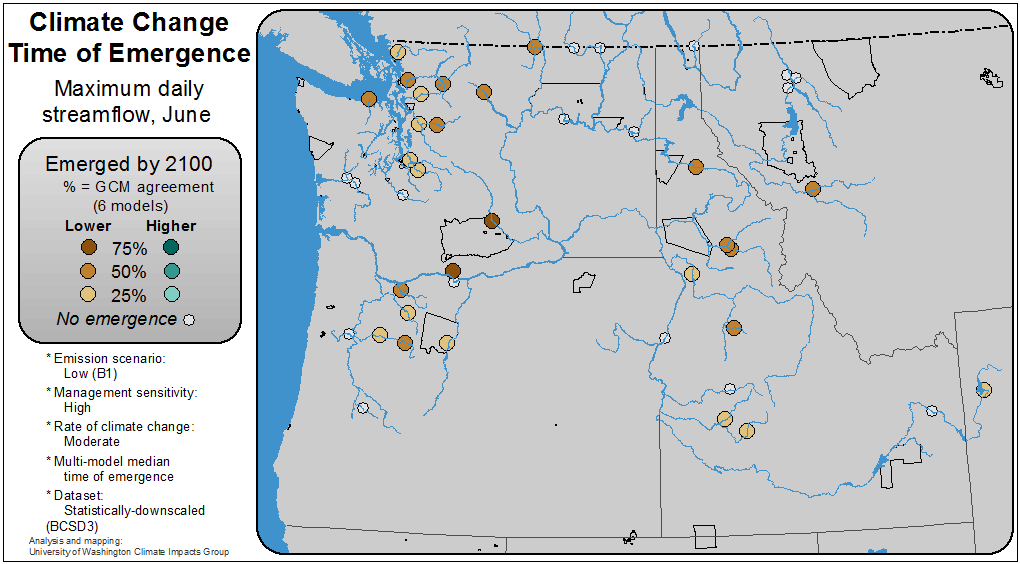 Climate Change
Time of Emergence
Maximum daily
streamflow, June
Emerged by 2100
% = GCM agreement
(6 models)
Lower Higher
75%
50%
25%
No emergence
* Emission scenario:
Low (B1)
* Management sensitivity:
High
* Rate of climate change:
Moderate
* Multi-model median
time of emergence
* Dataset:
Statistically-downscaled
(BCSD3)
Analysis and mapping:
University of Washington Climate Impacts Group